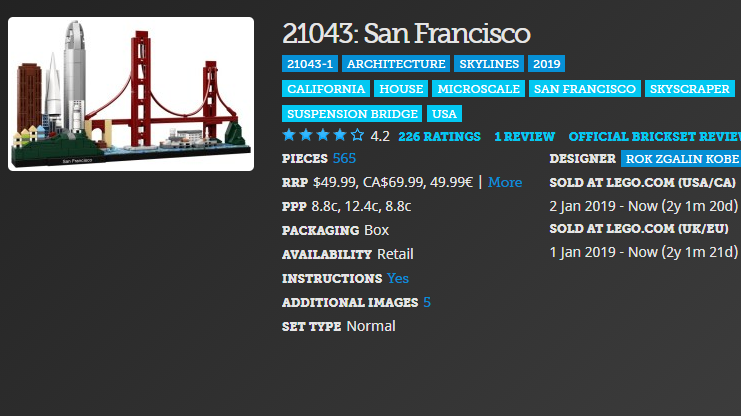 21043: San Francisco
21043-1 ARCHITECTURE SKYLINES 2019
CALIFORNIA HOUSE MICROSCALE SAN FRANCISCO SKYSCRAPER
SUSPENSION BRIDGE USA
4.2 226 RATINGS 1 REVIEW OFFICIAL BRICKSET REVIEW
PIECES 565
RRP $49.99, CA$69.99, 49.99€ | More
PPP 8.8c, 12.4c, 8.8c
PACKAGING Box
AVAILABILITY Retail
INSTRUCTIONS Yes
ADDITIONAL IMAGES 5
SET TYPE Normal
DESIGNER ROK ZGALIN KOBE
SOLD AT LEGO.COM (USA/CA)
2 Jan 2019 - Now (2y 1m 20d)
SOLD AT LEGO.COM (UK/EU)
1 Jan 2019 - Now (2y 1m 21d)
San Francisco